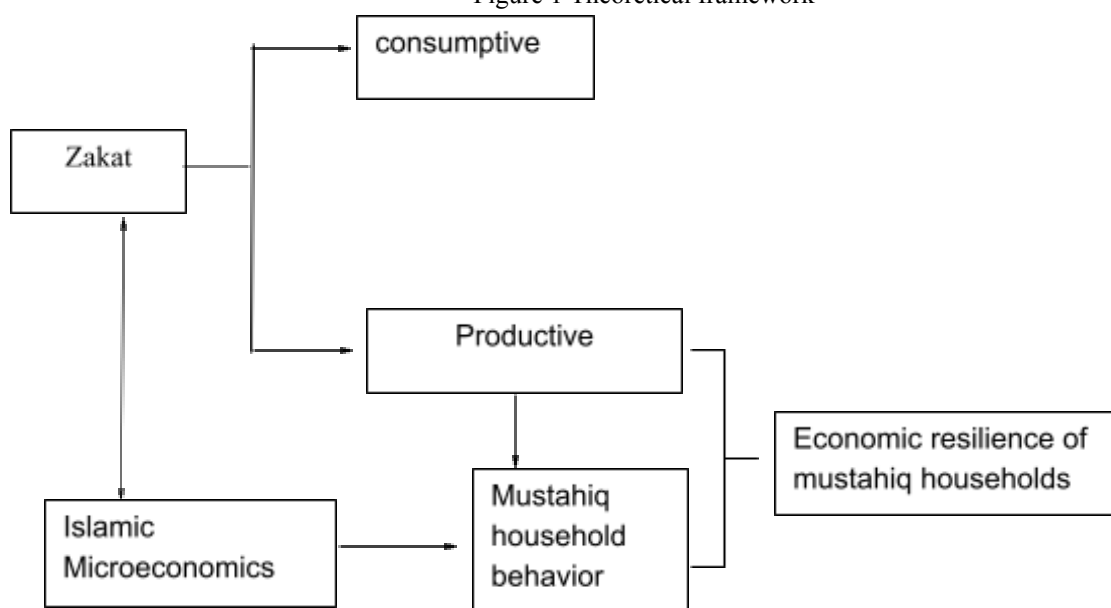 Figure 1 Theoretical framework
consumptive
Zakat
Productive
Economic resilience of
mustahiq households
Mustahiq
household
behavior
Islamic
Microeconomics